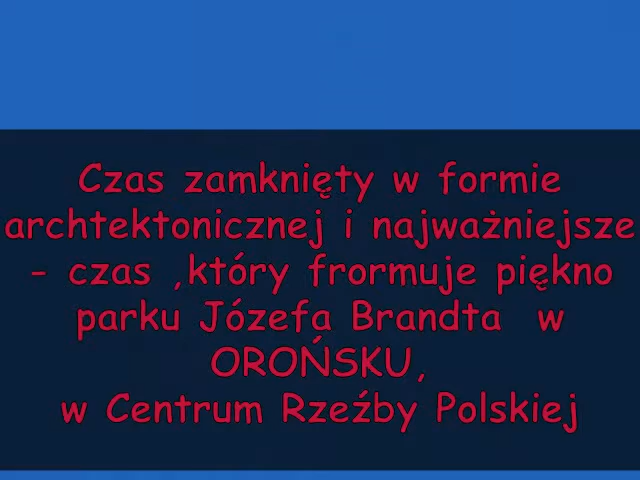 Czas zamknięty w formie
archtektonicznej i najważniejsze
- czas ,który frormuje piękno
parku Józefa Brandta w
OROŃSKU,
w Centrum Rzeźby Polskiej